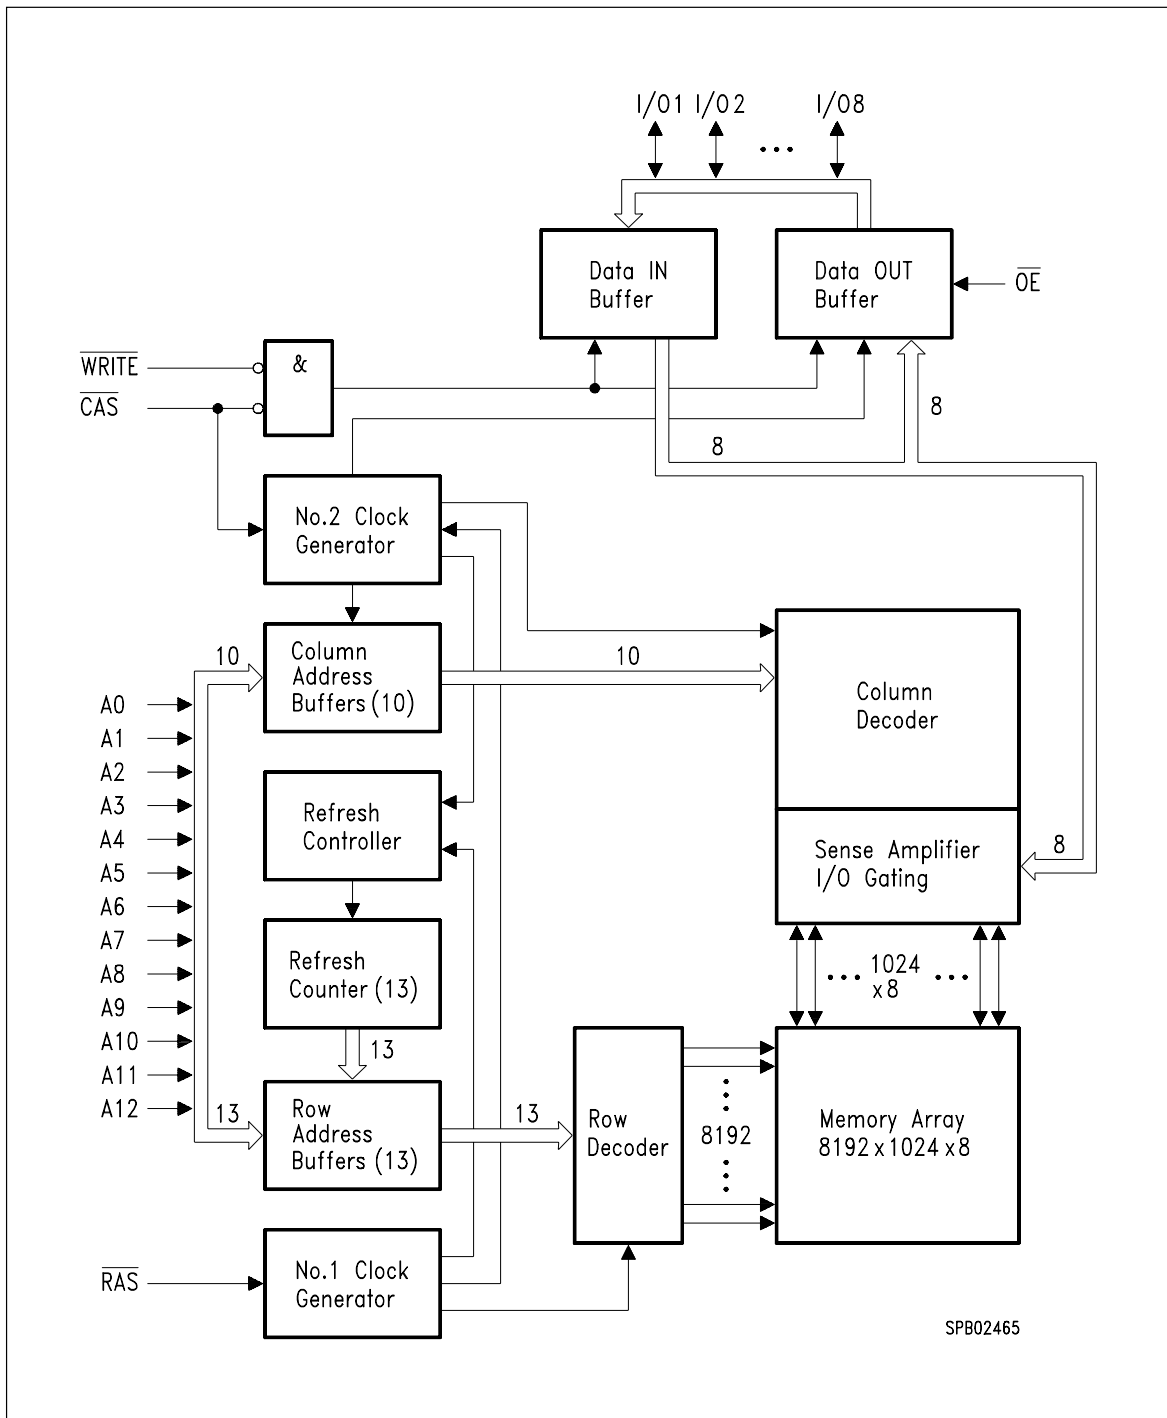 I/O1 I/O2 ... I/O8
Data IN
Buffer
Data OUT
Buffer
OE
WRITE
&
CAS
8
8
No.2 Clock
Generator
10
Column
Address
Buffers (10)
10
Column
Decoder
A0
A1
A2
A3
A4
A5
A6
A7
A8
A9
A10
A11
A12
Refresh
Controller
Sense Amplifier
I/O Gating
8
Refresh
Counter (13)
... 1024 ...
x8
13
13
Row
Address
Buffers (13)
13
Row
Decoder
8192
Memory Array
8192x1024x8
RAS
No.1 Clock
Generator
SPB02465